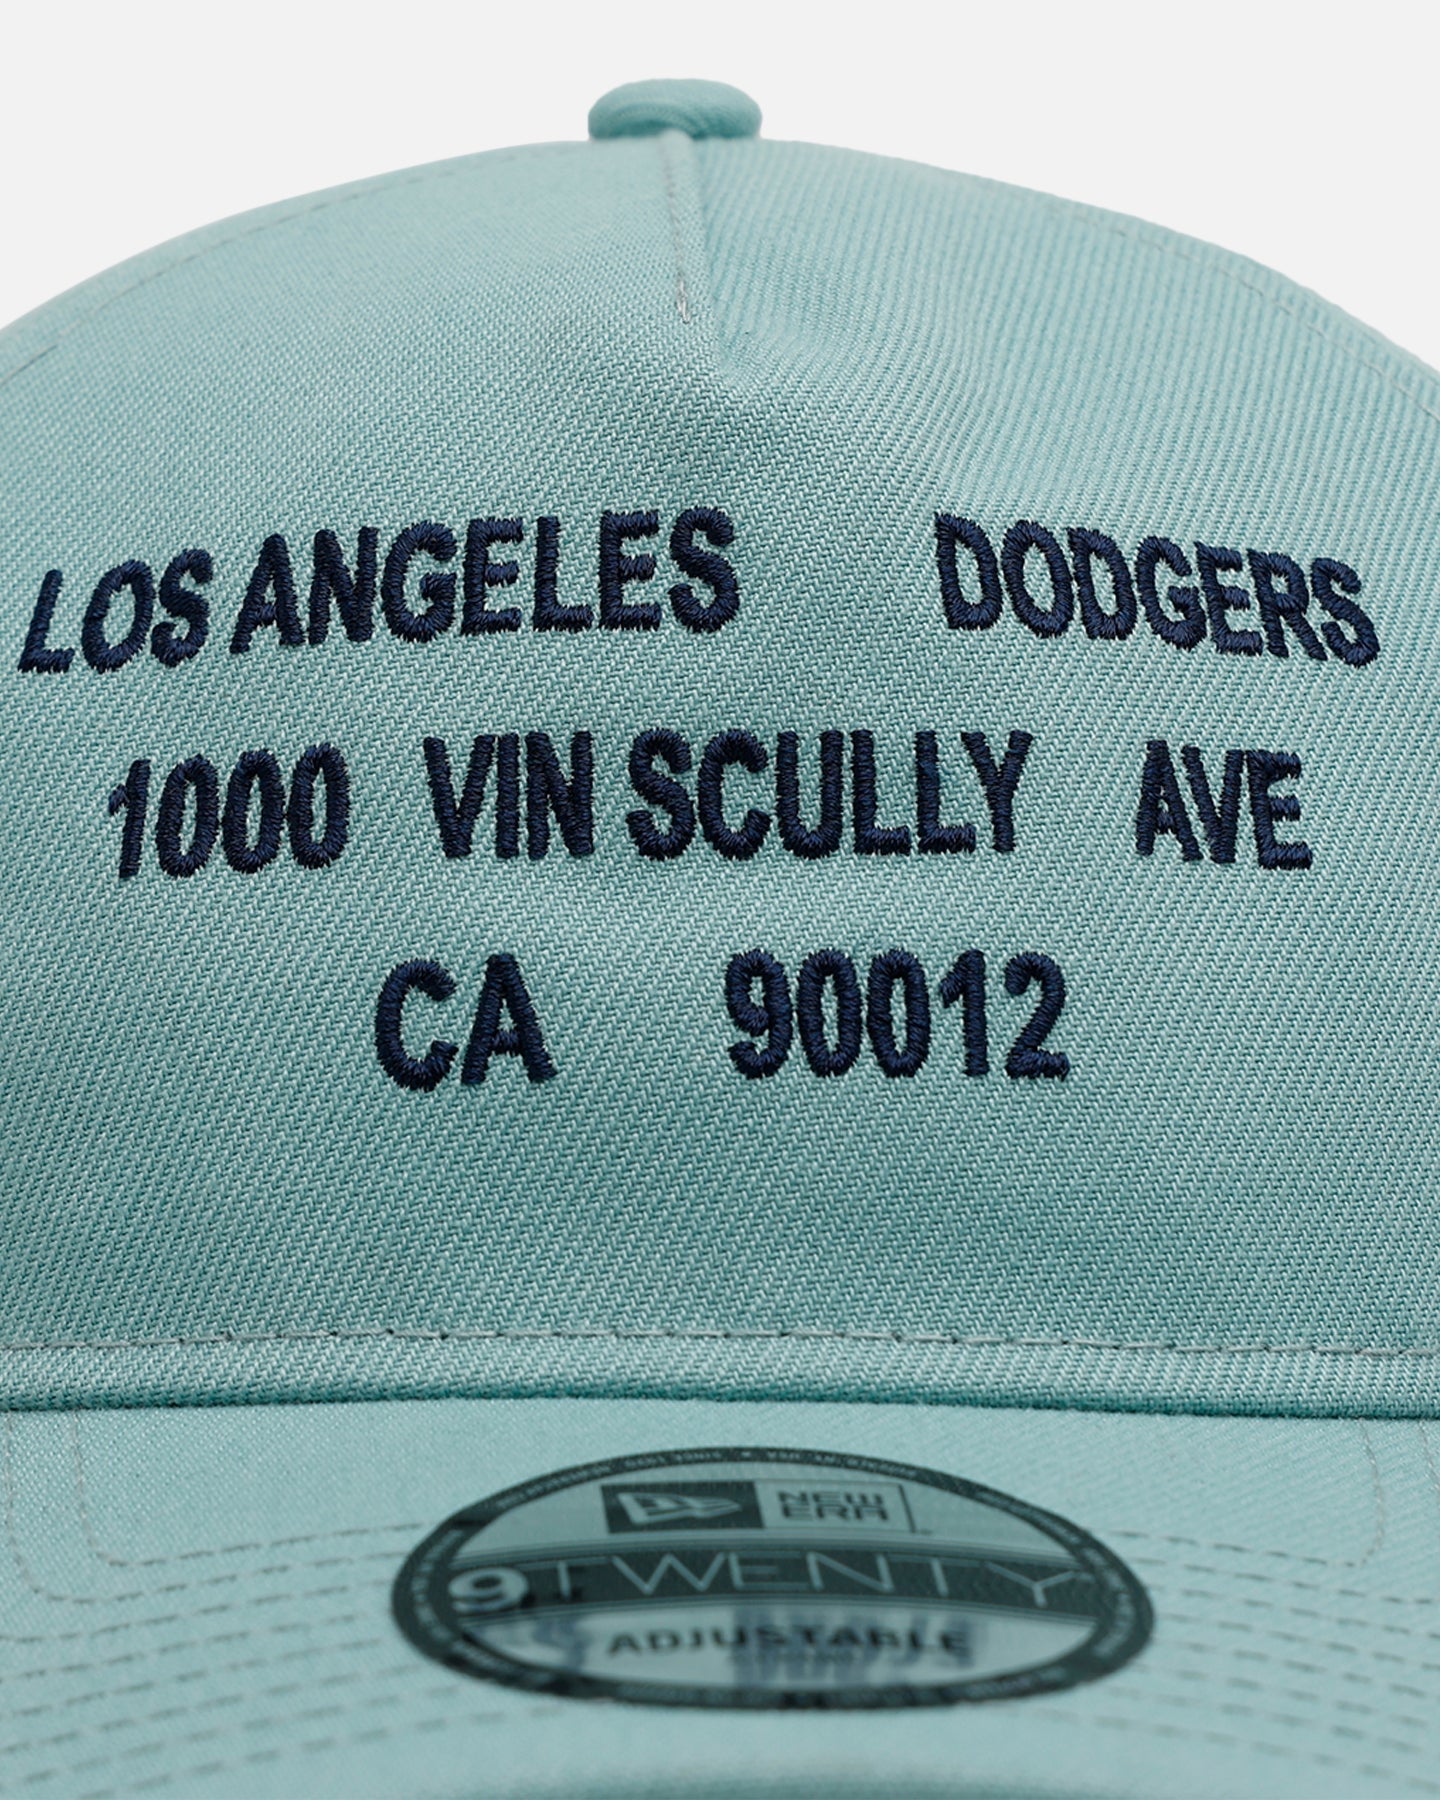 LOS ANGELES DODGERS
1000 VIN SCULLY AVE
CA 90012
NEW ERA
9TWENTY
ADJUSTABLE